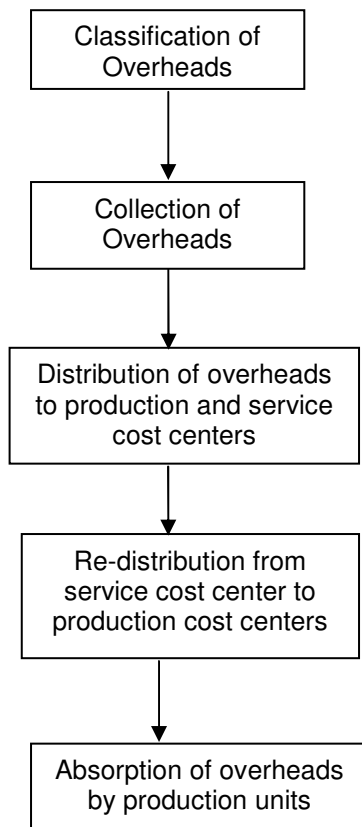 Classification of
Overheads
Collection of
Overheads
Distribution of overheads
to production and service
cost centers
Re-distribution from
service cost center to
production cost centers
Absorption of overheads
by production units